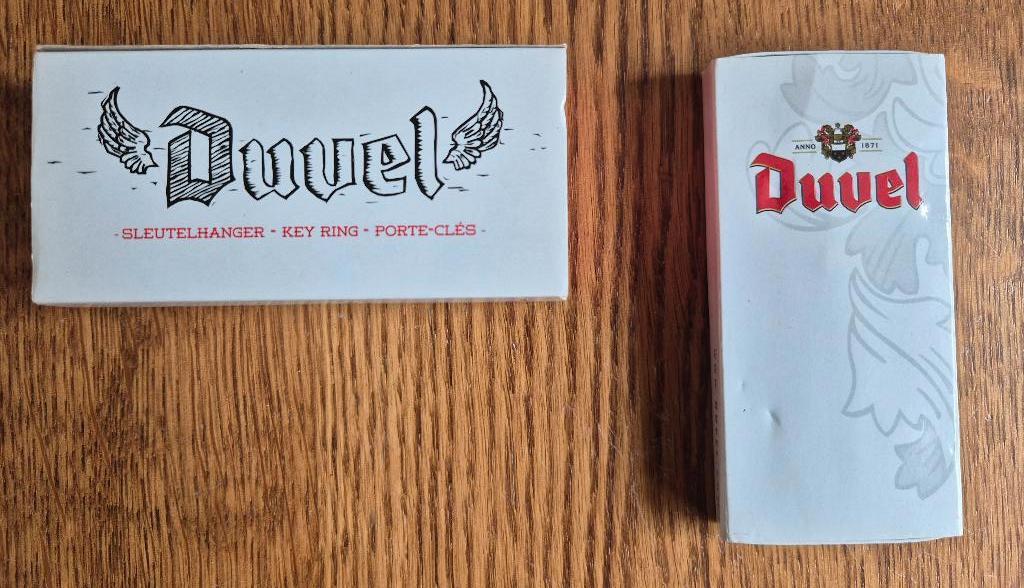 Duvel
- SLEUTELHANGER - KEY RING - PORTE-CLÉS -
ANNO 1871
Duvel